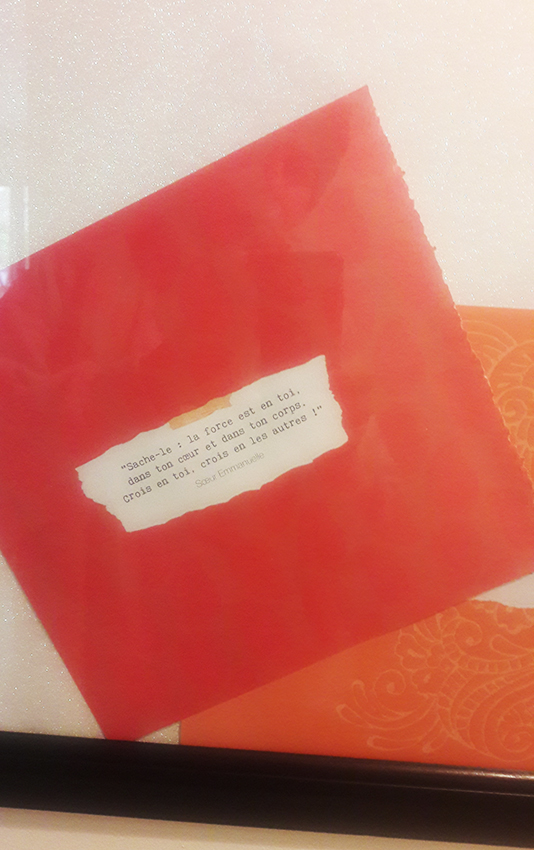 "Sache-le : la force est en toi,
dans ton cœur et dans ton corps.
Crois en toi, crois en les autres !"
Sœur Emmanuelle